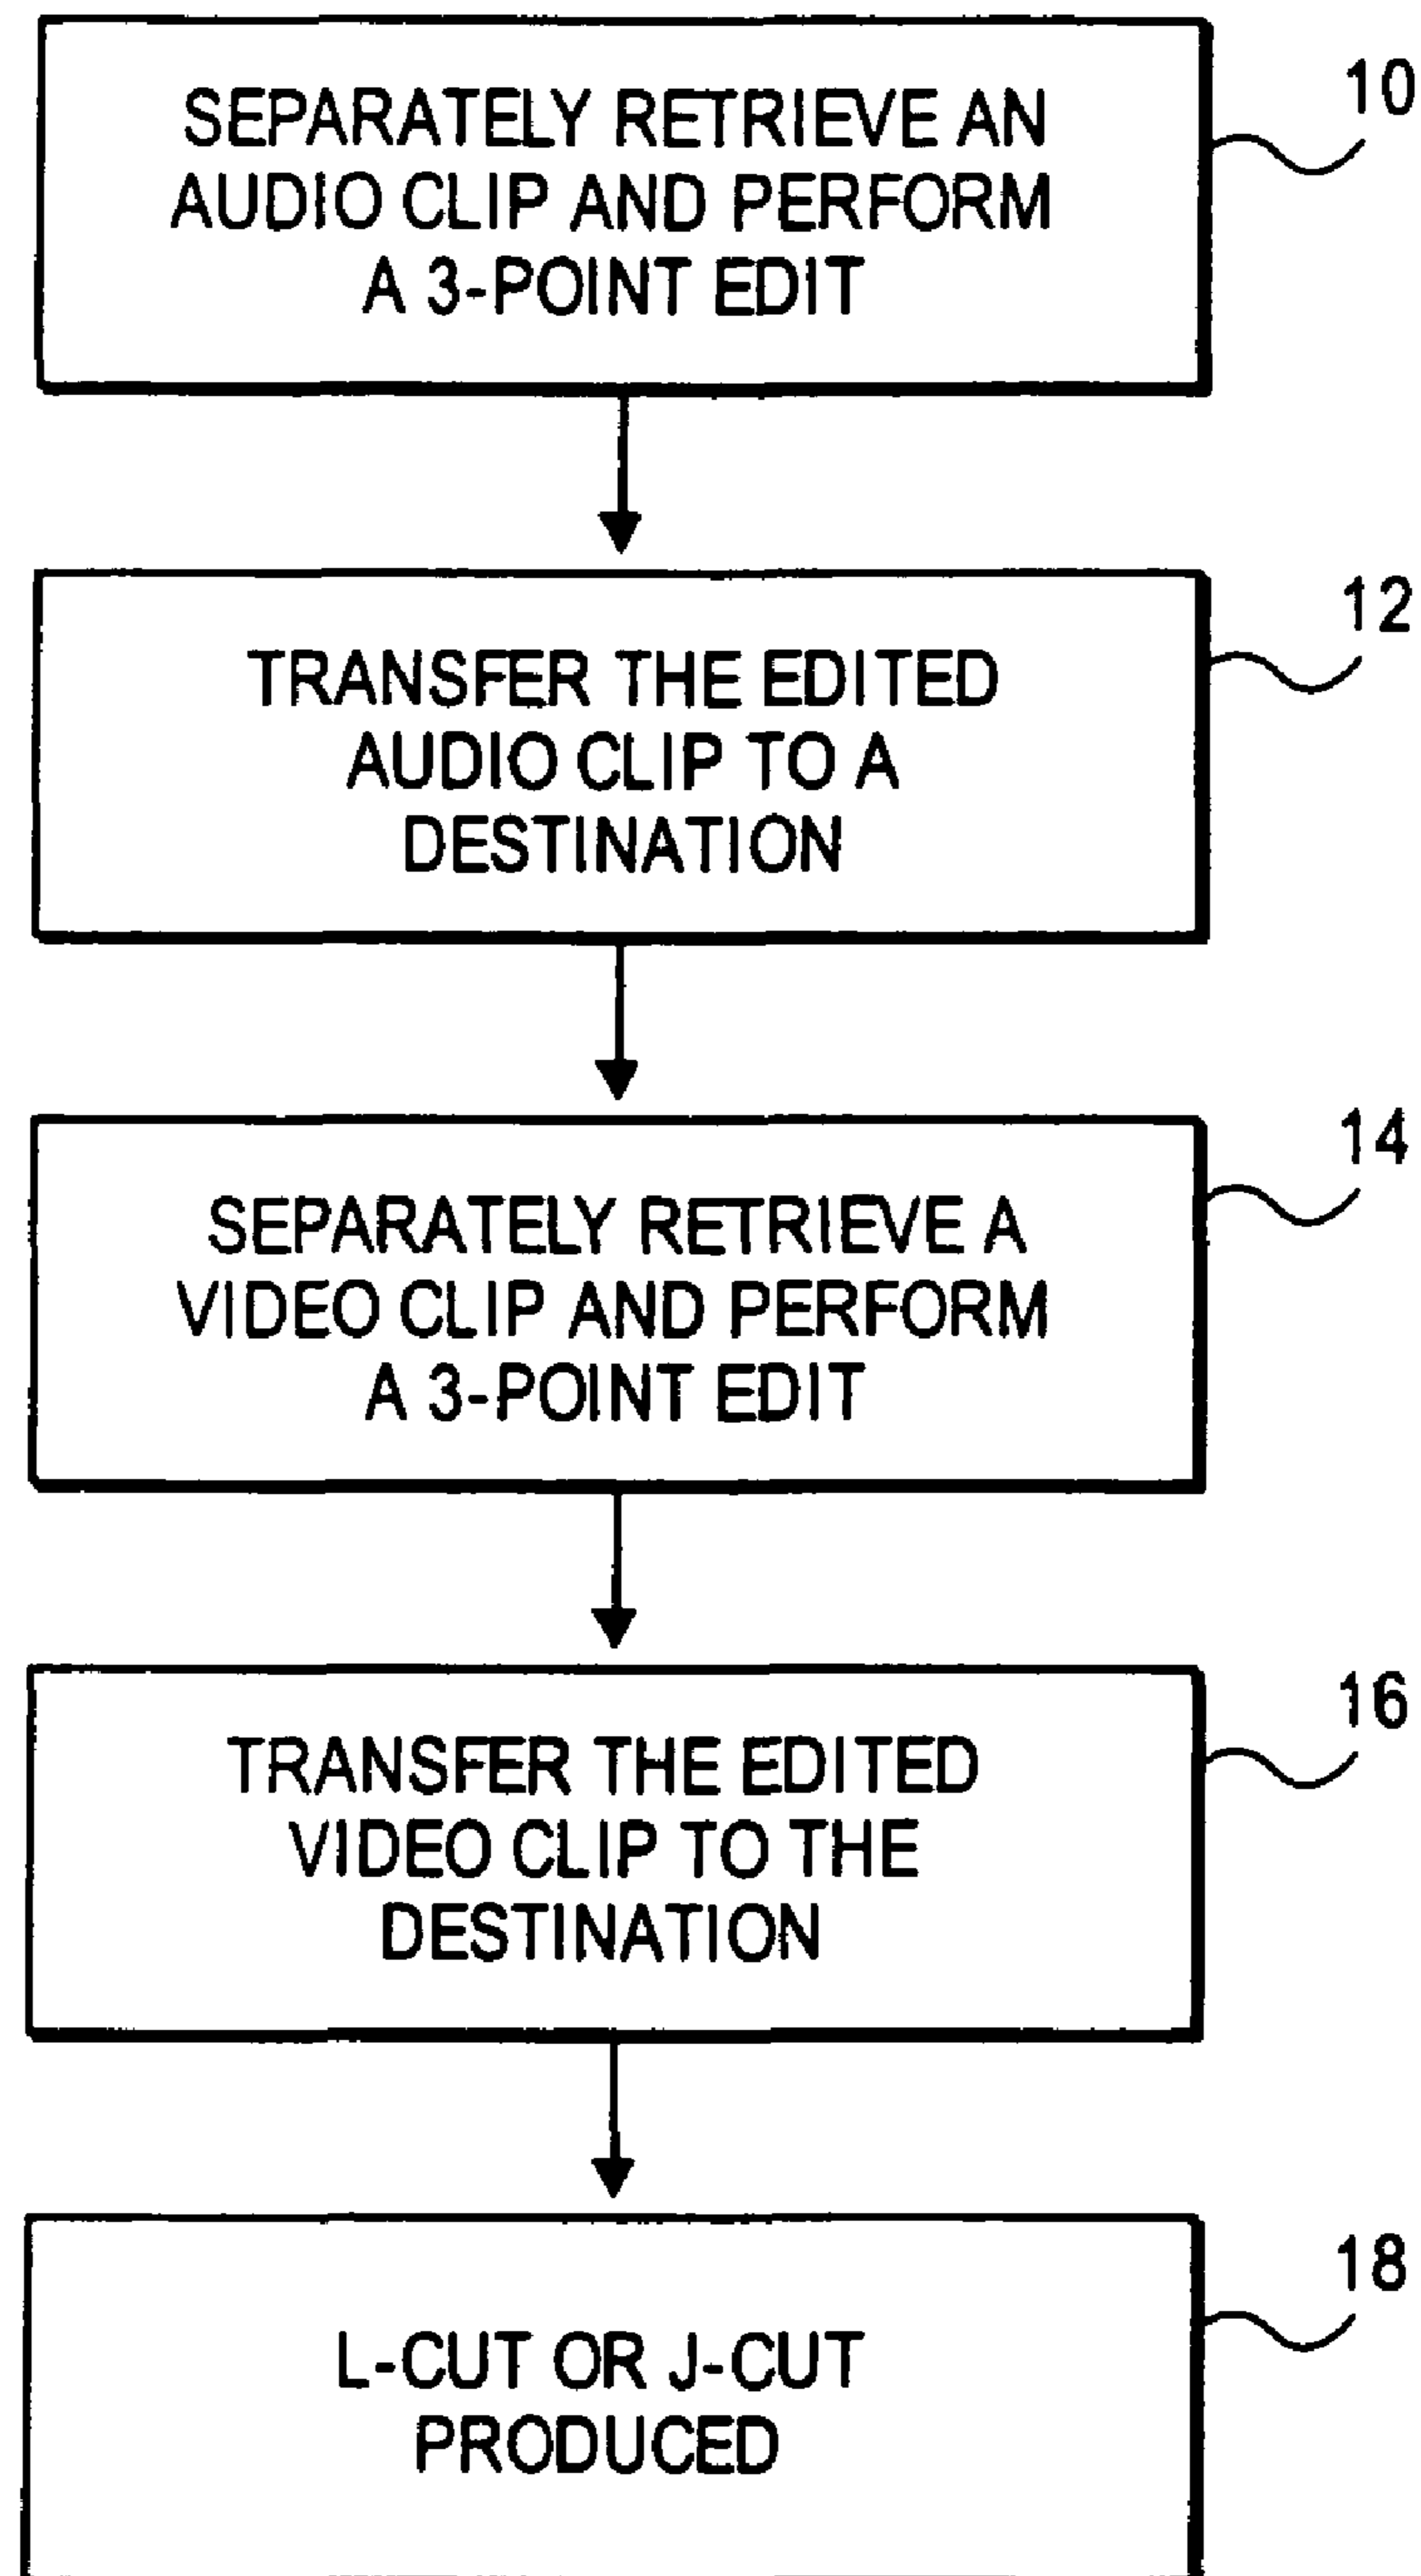 10
SEPARATELY RETRIEVE AN
AUDIO CLIP AND PERFORM
A 3-POINT EDIT
12
TRANSFER THE EDITED
AUDIO CLIP TO A
DESTINATION
14
SEPARATELY RETRIEVE A
VIDEO CLIP AND PERFORM
A 3-POINT EDIT
16
TRANSFER THE EDITED
VIDEO CLIP TO THE
DESTINATION
18
L-CUT OR J-CUT
PRODUCED